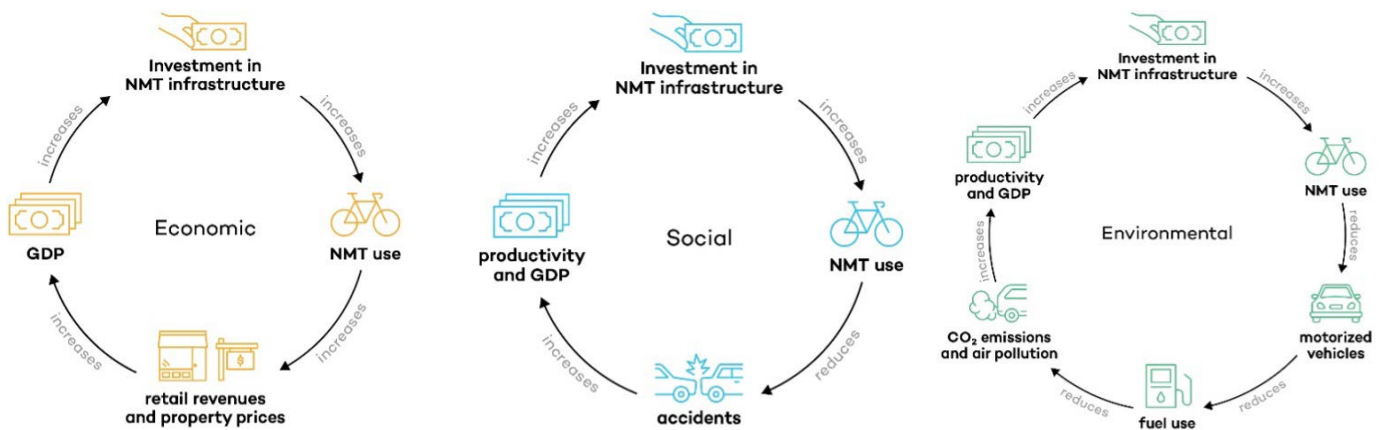 Investment in
NMT infrastructure
increases
NMT use
increases
retail revenues
and property prices
increases
GDP
increases
Economic
$
Investment in
NMT infrastructure
increases
NMT use
reduces
accidents
increases
productivity
and GDP
increases
Social
Investment in
NMT infrastructure
increases
NMT use
reduces
motorized
vehicles
reduces
fuel use
reduces
CO₂ emissions
and air pollution
increases
productivity
and GDP
increases
Environmental